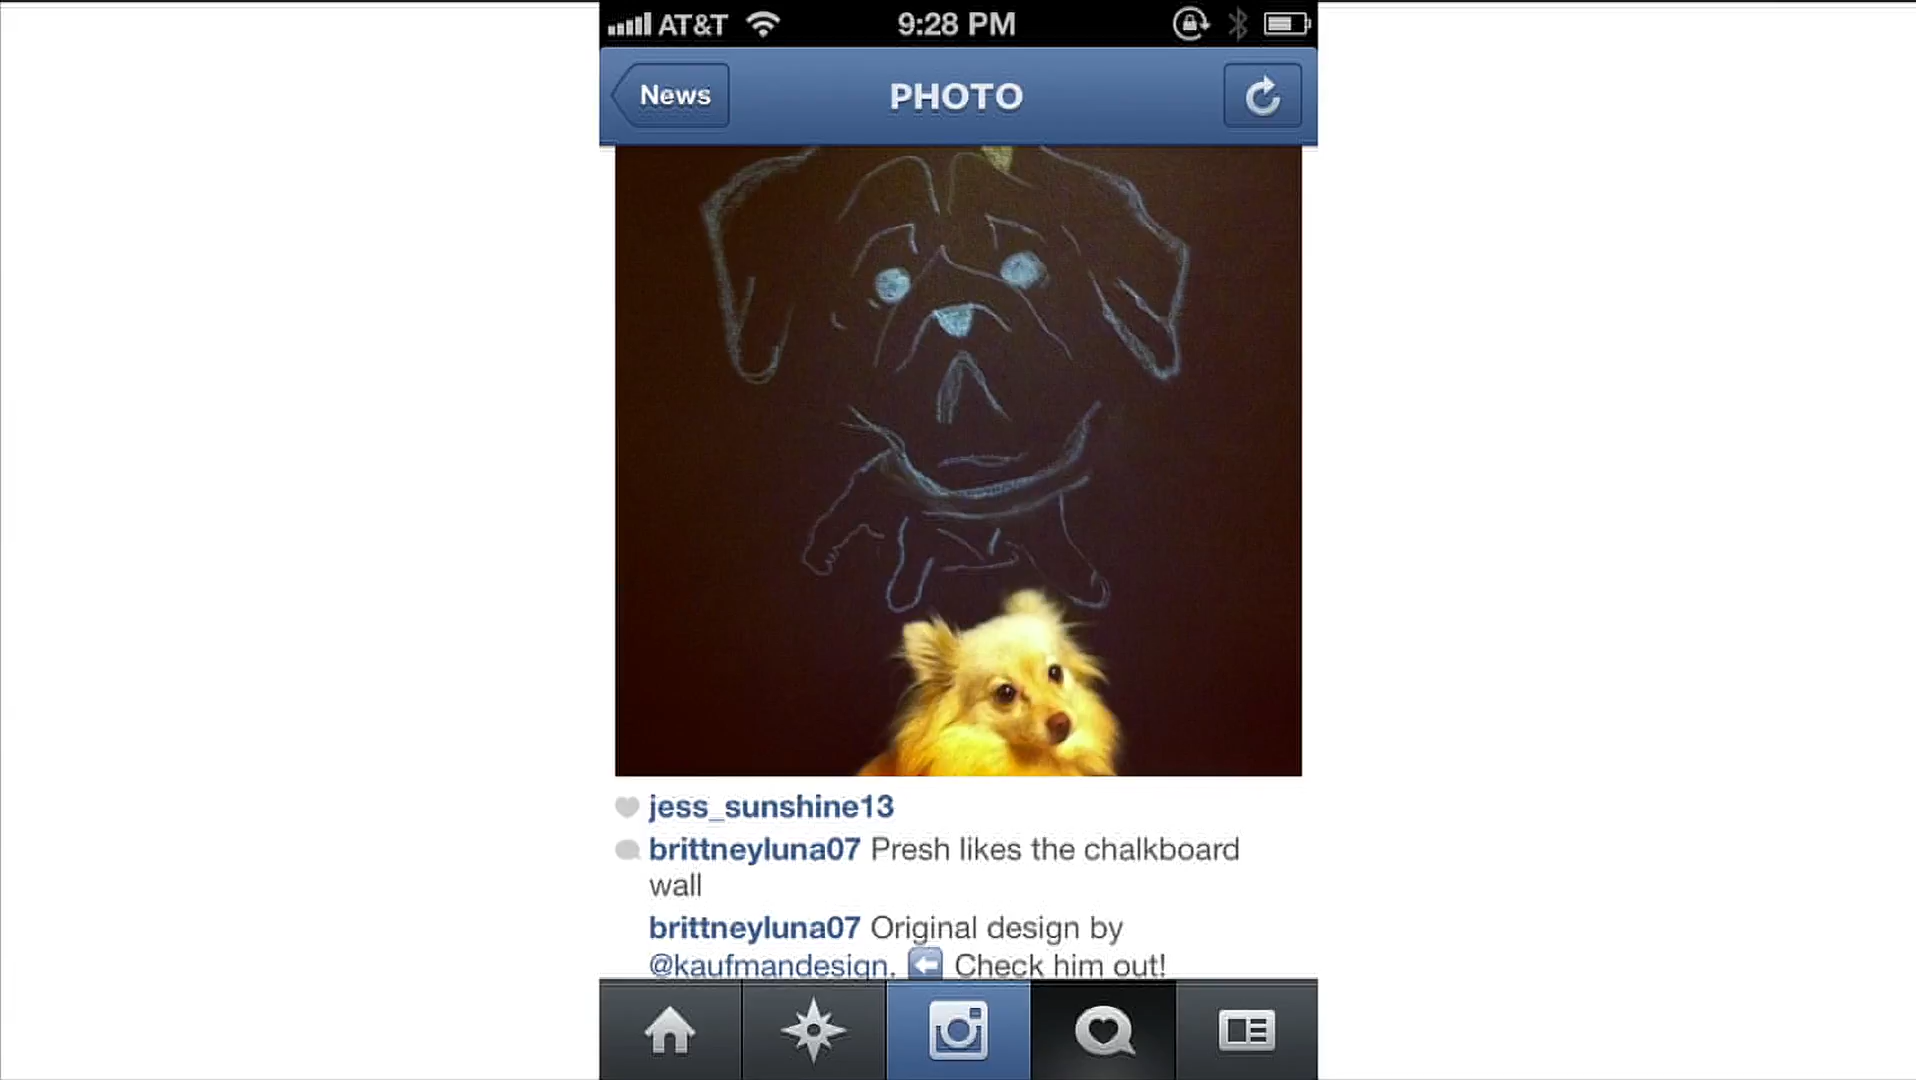 AT&T 9:28 PM
News PHOTO
jess_sunshine13
brittneyluna07 Presh likes the chalkboard
wall
brittneyluna07 Original design by
@kaufmandesign. ⬅ Check him out!